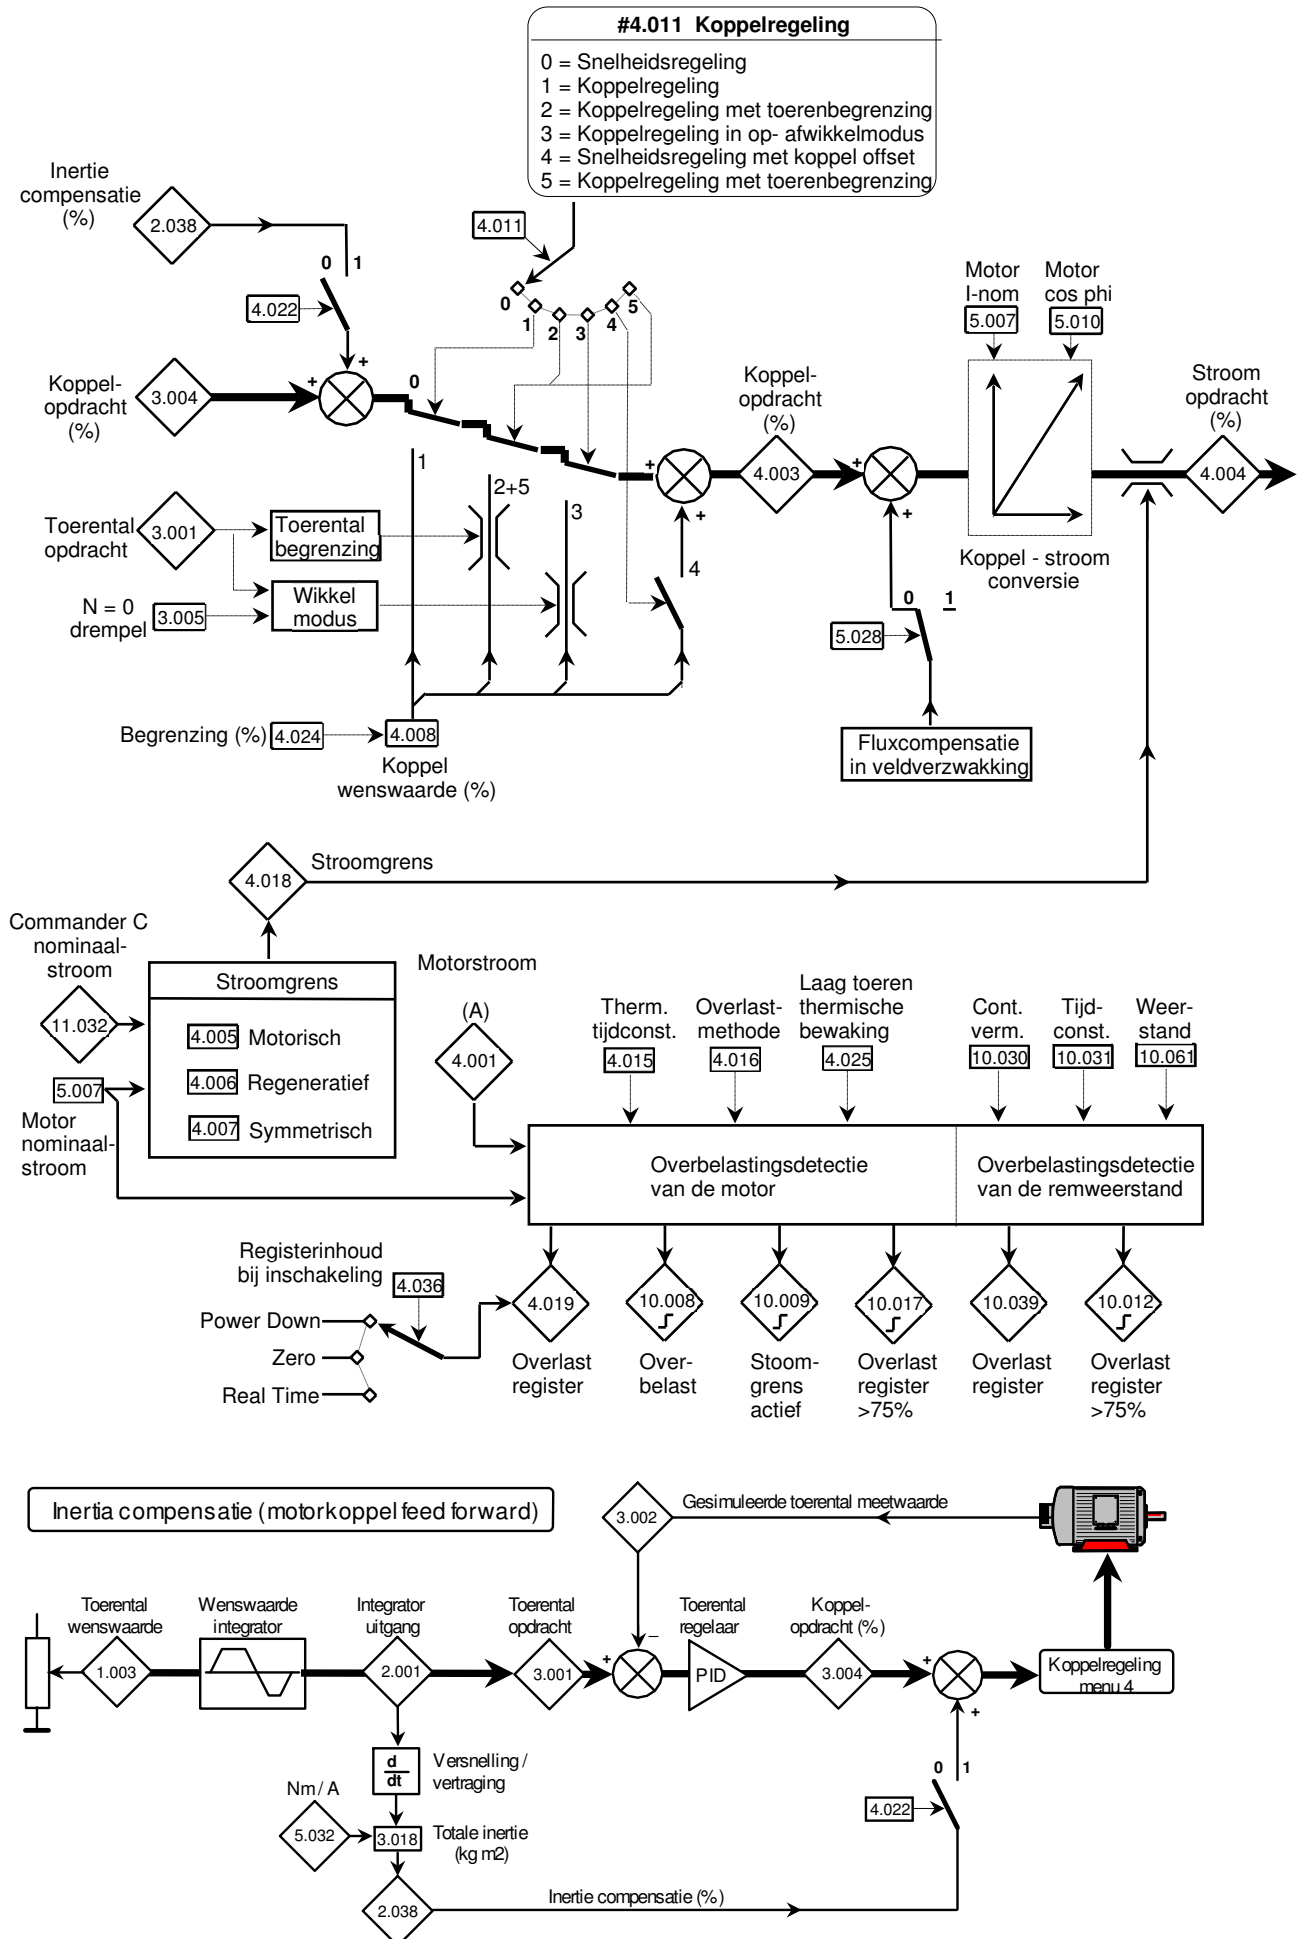 #4.011 Koppelregeling
0 = Snelheidsregeling
1 = Koppelregeling
2 = Koppelregeling met toerenbegrenzing
3 = Koppelregeling in op- afwikkelmodus
4 = Snelheidsregeling met koppel offset
5 = Koppelregeling met toerenbegrenzing
Inertie
compensatie
(%)
2.038
0 1
4.022
4.011
0
1
2
3
4
5
Motor
I-nom
5.007
Motor
cos phi
5.010
Koppel-
opdracht
(%)
3.004
+
+
0
Koppel-
opdracht
(%)
4.003
+
+
+
+
Stroom
opdracht
(%)
4.004
Koppel - stroom
conversie
1
2+5
3
4
Toerental
opdracht
3.001
Toerental
begrenzing
N = 0
drempel
3.005
Wikkel
modus
0 1
5.028
Fluxcompensatie
in veldverzwakking
Begrenzing (%)
4.024
4.008
Koppel
wenswaarde (%)
4.018
Stroomgrens
Commander C
nominaal-
stroom
11.032
5.007
Motor
nominaal-
stroom
Stroomgrens
4.005 Motorisch
4.006 Regeneratief
4.007 Symmetrisch
Motorstroom
(A)
4.001
Therm.
tijdconst.
4.015
Overlast-
methode
4.016
Laag toeren
thermische
bewaking
4.025
Cont.
verm.
10.030
Tijd-
const.
10.031
Weer-
stand
10.061
Overbelastingsdetectie
van de motor
Overbelastingsdetectie
van de remweerstand
Registerinhoud
bij inschakeling
4.036
Power Down
Zero
Real Time
4.019
Overlast
register
10.008
Over-
belast
10.009
Stoom-
grens
actief
10.017
Overlast
register
>75%
10.039
Overlast
register
10.012
Overlast
register
>75%
Inertia compensatie (motorkoppel feed forward)
3.002
Gesimuleerde toerental meetwaarde
Toerental
wenswaarde
1.003
Wenswaarde
integrator
Integrator
uitgang
2.001
Toerental
opdracht
3.001
+
–
Toerental
regelaar
PID
Koppel-
opdracht (%)
3.004
+
+
Koppelregeling
menu 4
d
dt
Versnelling /
vertraging
Nm / A
5.032
3.018
Totale inertie
(kg m2)
2.038
Inertie compensatie (%)
0 1
4.022